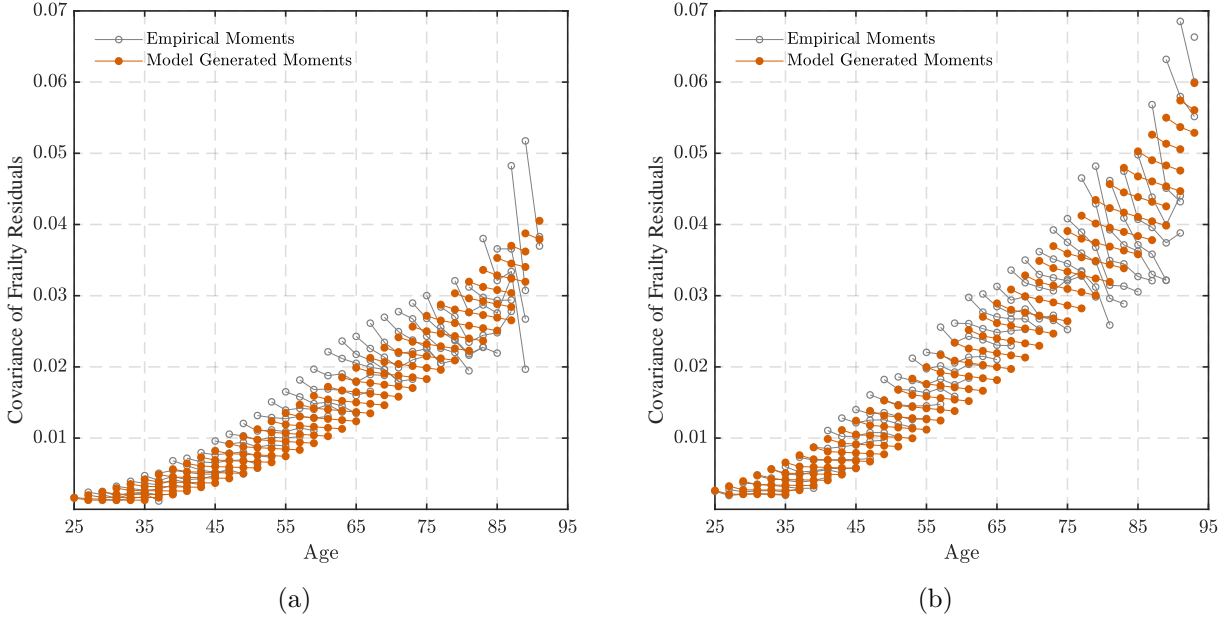 0.07
0.06
0.05
0.04
0.03
0.02
0.01
Covariance of Frailty Residuals
Empirical Moments
Model Generated Moments
25 35 45 55 65 75 85 95
Age
(a)
0.07
0.06
0.05
0.04
0.03
0.02
0.01
Covariance of Frailty Residuals
Empirical Moments
Model Generated Moments
25 35 45 55 65 75 85 95
Age
(b)